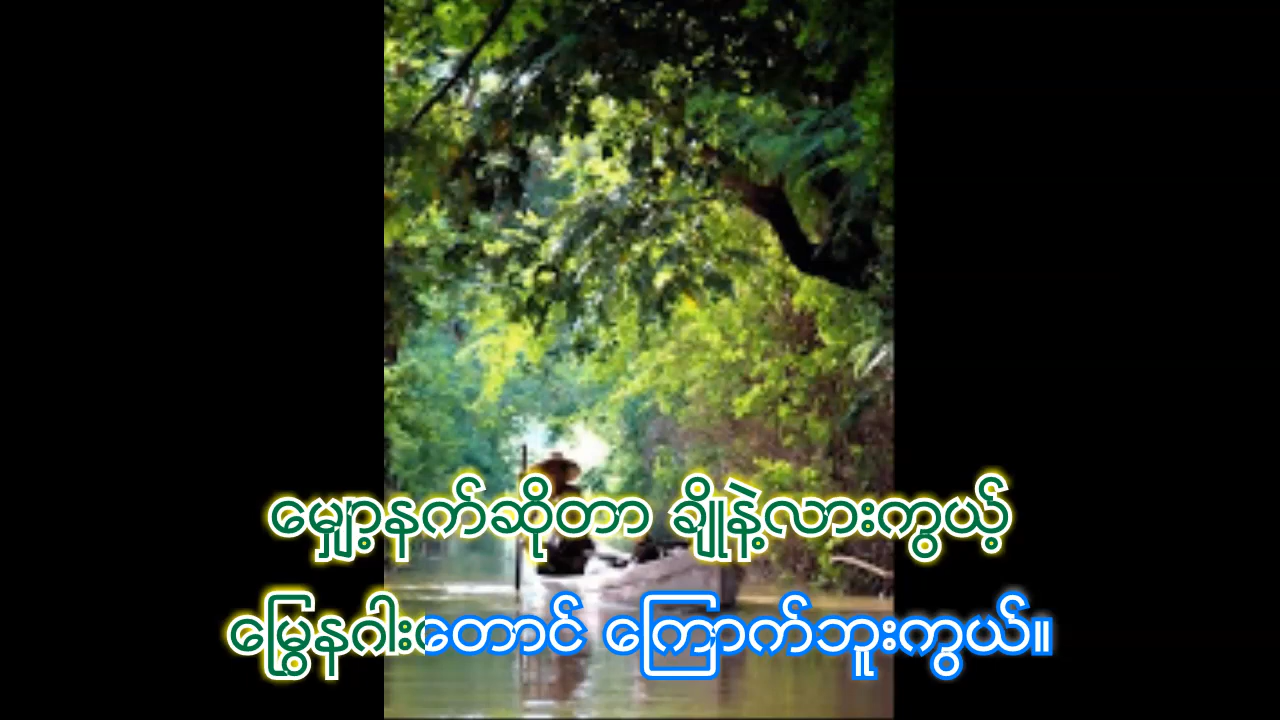 မျှော့နက်ဆိုတာ ချိုနဲ့လားကွယ့်
မြွေနဂါးတောင် ကြောက်ဘူးကွယ်။